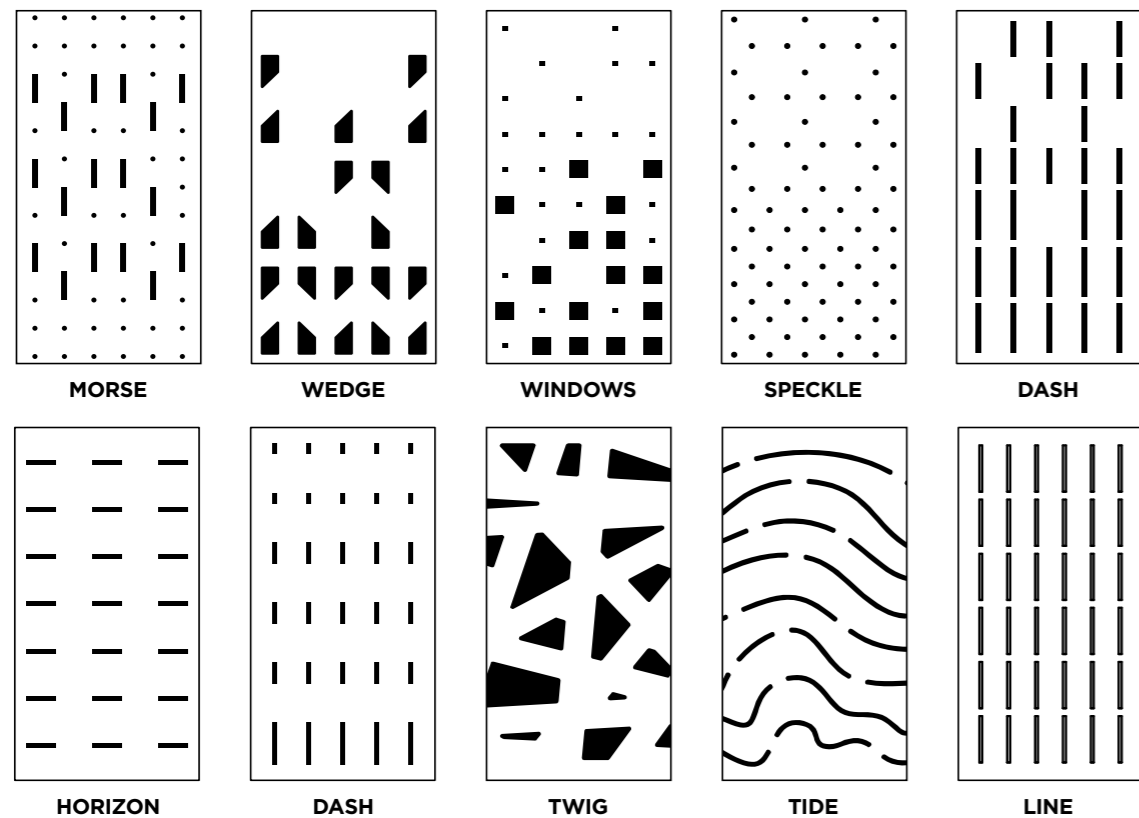 MORSE
WEDGE
WINDOWS
SPECKLE
DASH
HORIZON
DASH
TWIG
TIDE
LINE